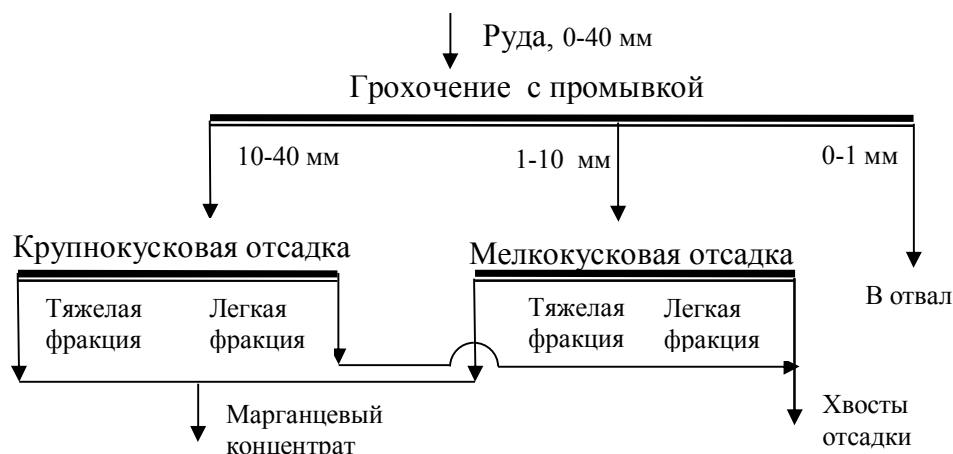 Руда, 0-40 мм
Грохочение с промывкой
10-40 мм
1-10 мм
0-1 мм
Крупнокусковая отсадка
Мелкокусковая отсадка
Тяжелая
фракция
Легкая
фракция
Тяжелая
фракция
Легкая
фракция
В отвал
Марганцевый
концентрат
Хвосты
отсадки